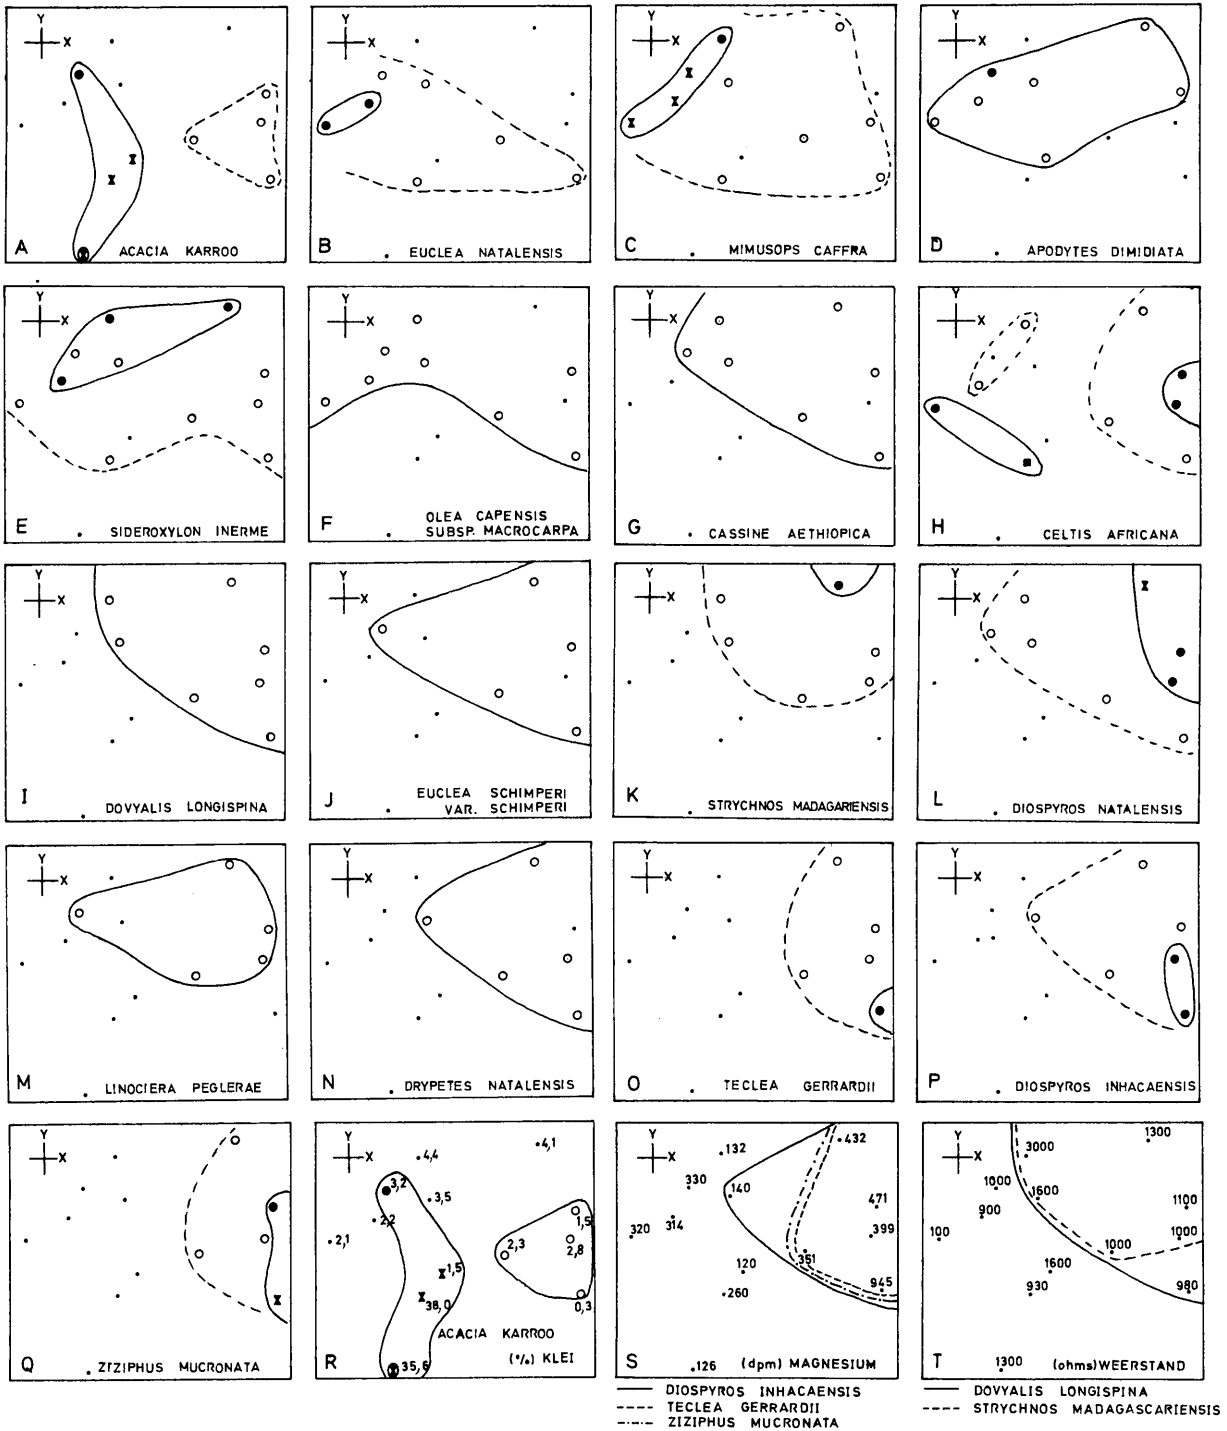 Y
X
A
ACACIA KARROO
Y
X
B
EUCLEA NATALENSIS
Y
X
C
MIMUSOPS CAFFRA
Y
X
D
APODYTES DIMIDIATA
Y
X
E
SIDEROXYLON INERME
Y
X
F
OLEA CAPENSIS
SUBSP. MACROCARPA
Y
X
G
CASSINE AETHIOPICA
Y
X
H
CELTIS AFRICANA
Y
X
I
DOVYALIS LONGISPINA
Y
X
J
EUCLEA SCHIMPERI
VAR. SCHIMPERI
Y
X
K
STRYCHNOS MADAGARIENSIS
Y
X
L
DIOSPYROS NATALENSIS
Y
X
M
LINOCIERA PEGLERAE
Y
X
N
DRYPETES NATALENSIS
Y
X
O
TECLEA GERRARDII
Y
X
P
DIOSPYROS INHACAENSIS
Y
X
Q
ZIZIPHUS MUCRONATA
Y
X
4,1
4,4
3,2
3,5
2,2
1,5
2,1
2,3
2,8
1,5
38,0
0,3
ACACIA KARROO
R
35,6
(%) KLEI
Y
X
432
132
330
140
471
320
314
399
351
120
945
260
S
126
(dpm) MAGNESIUM
Y
X
1300
3000
1000
1600
1100
900
100
1000
1000
1600
930
980
T
1300
(ohms) WEERSTAND
DIOSPYROS INHACAENSIS
TECLEA GERRARDII
ZIZIPHUS MUCRONATA
DOVYALIS LONGISPINA
STRYCHNOS MADAGASCARIENSIS